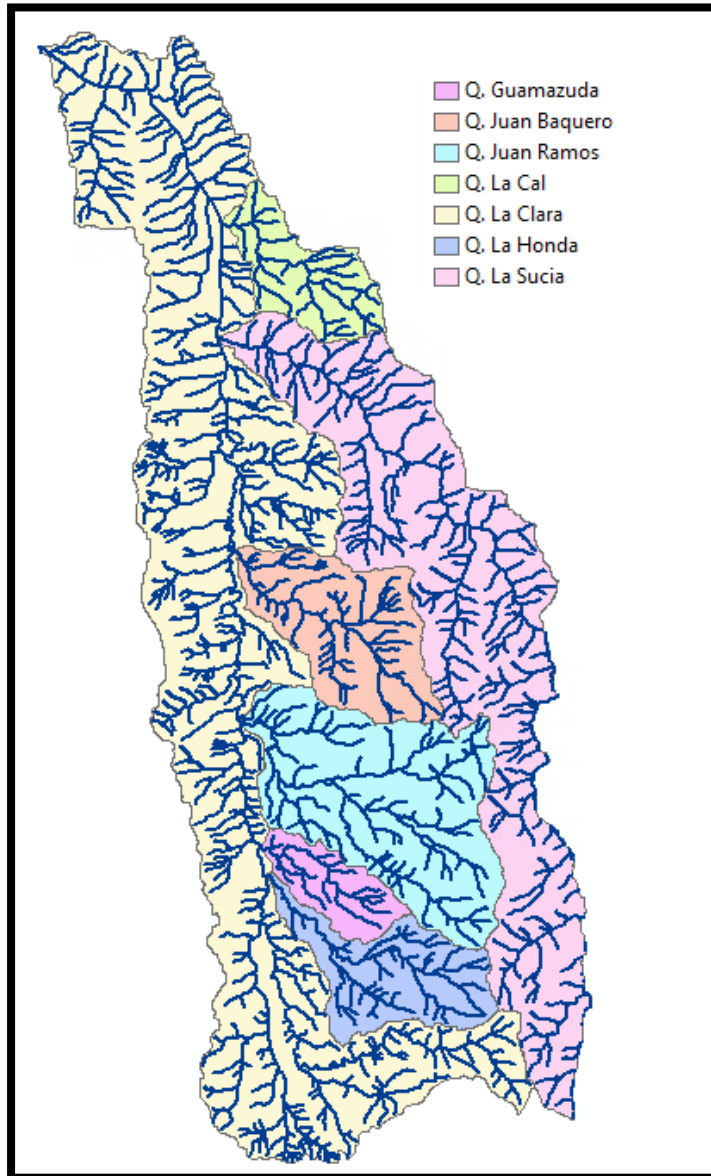 Q. Guamazuda
Q. Juan Baquero
Q. Juan Ramos
Q. La Cal
Q. La Clara
Q. La Honda
Q. La Sucia